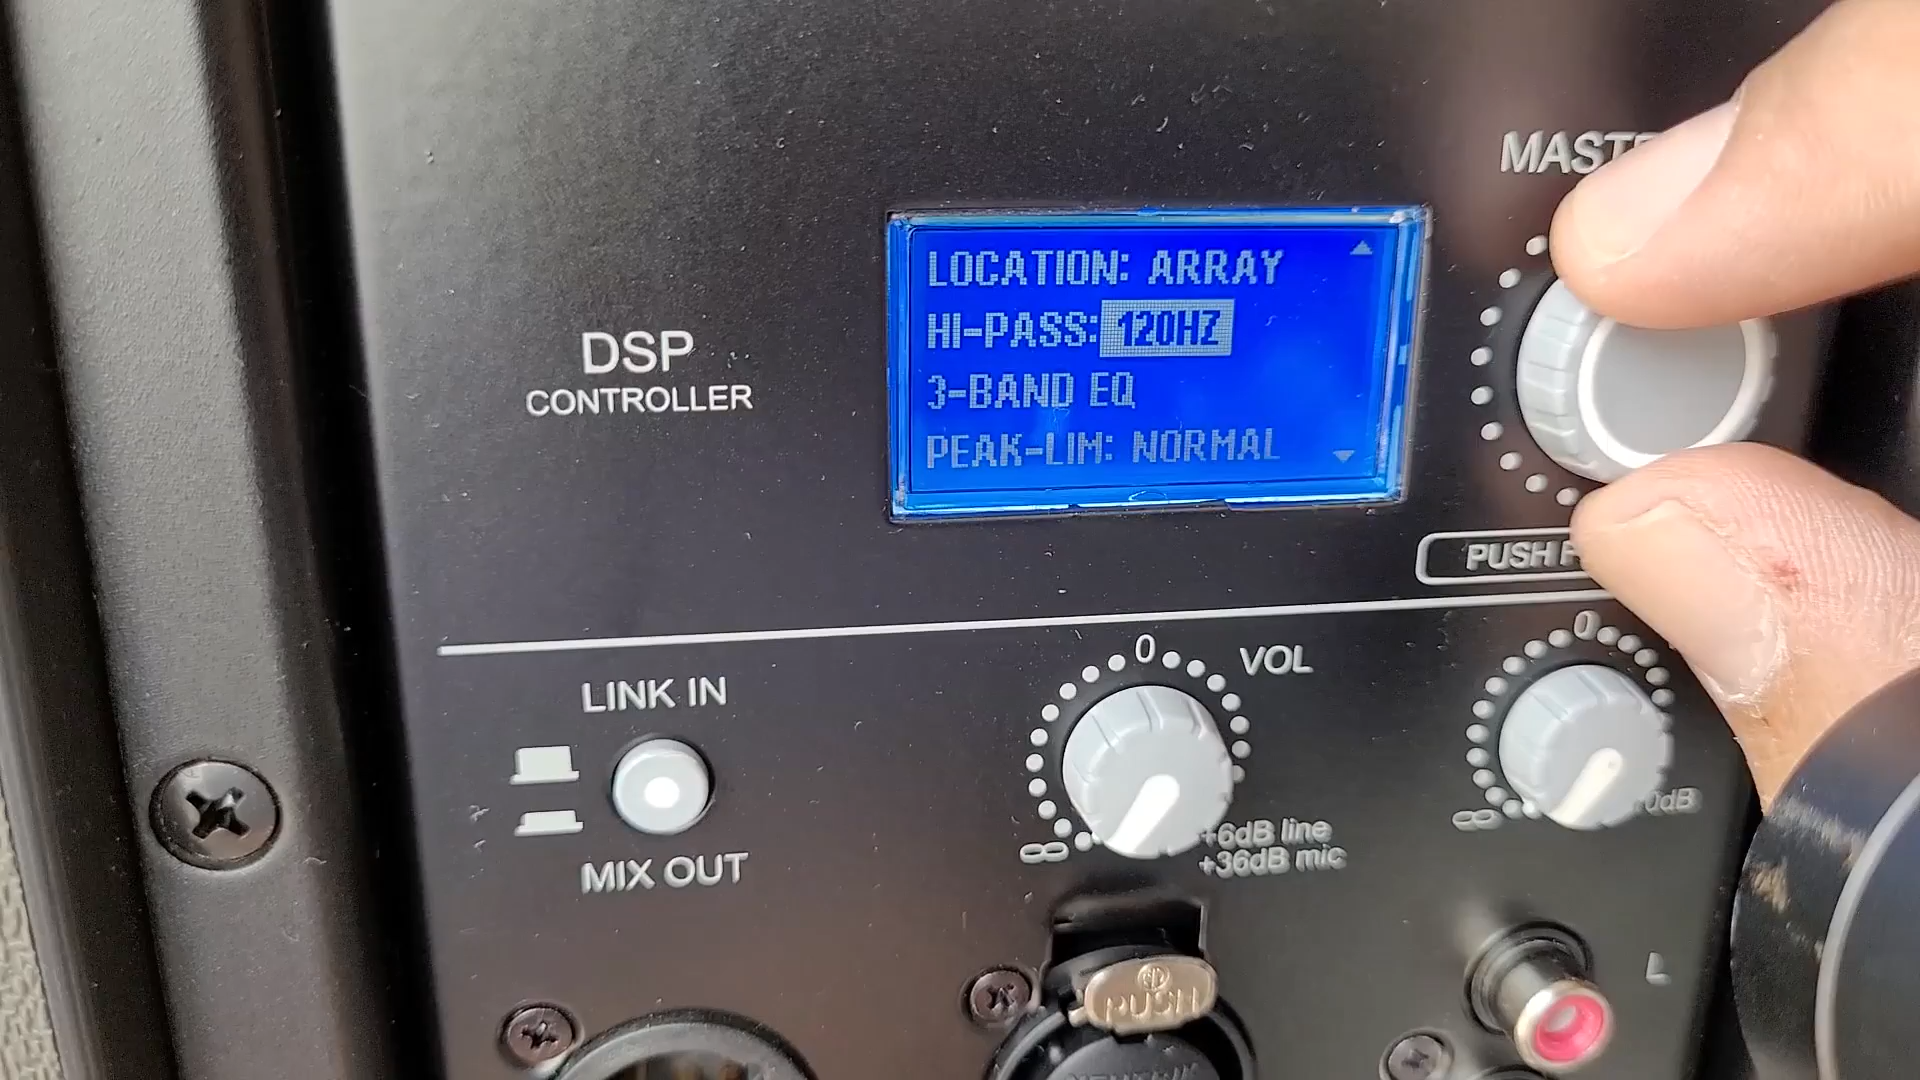 MAST
LOCATION: ARRAY
HI-PASS: 120HZ
3-BAND EQ
PEAK-LIM: NORMAL
DSP
CONTROLLER
PUSH
0
0
VOL
LINK IN
∞
+6dB line
+36dB mic
∞
0dB
MIX OUT
L
PUSH